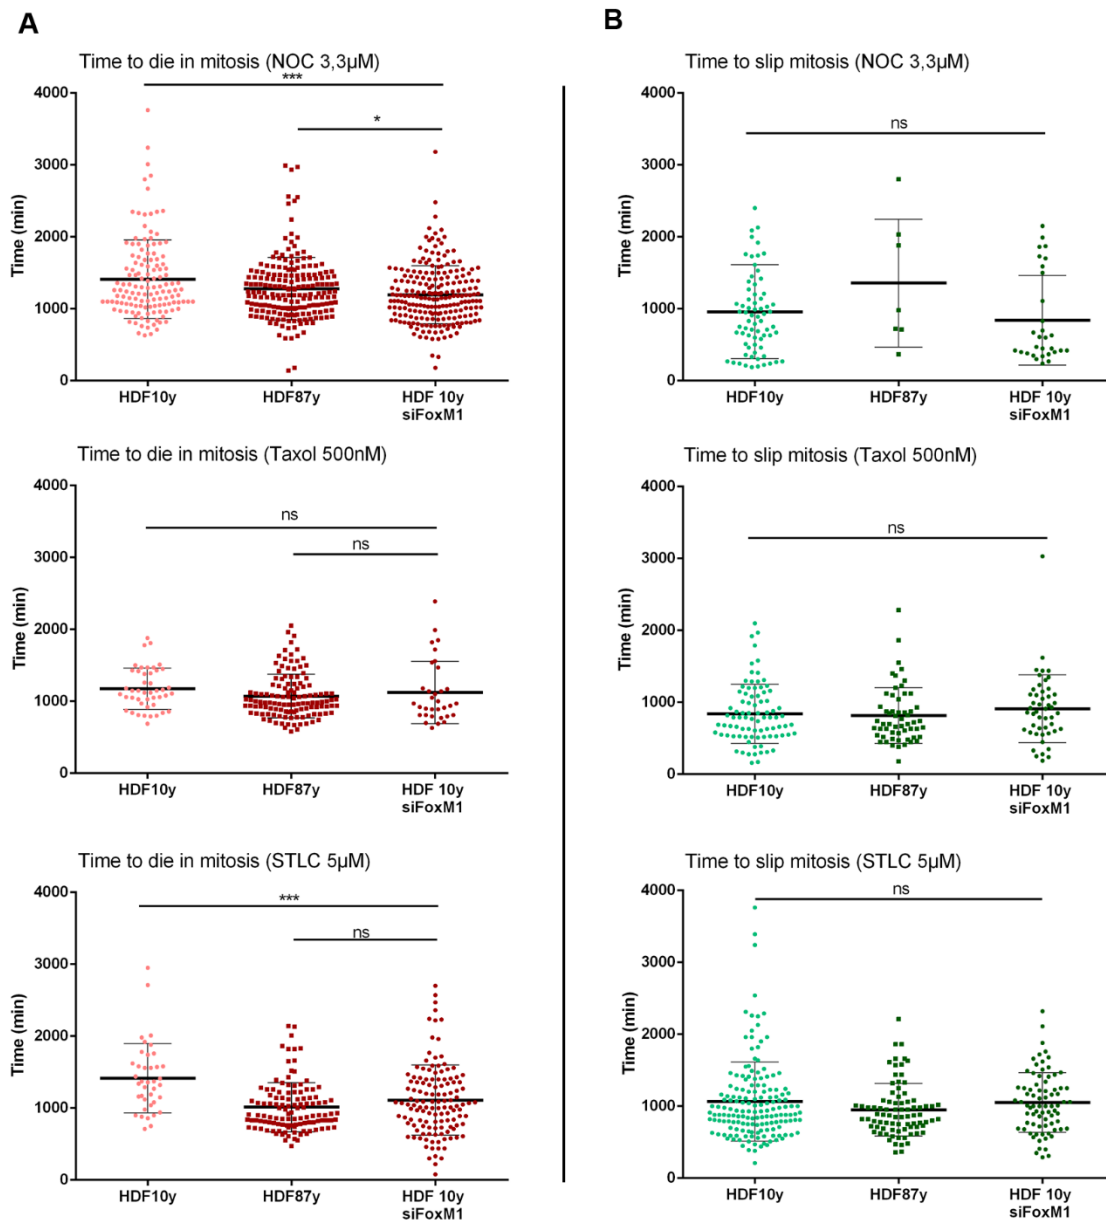 A
Time to die in mitosis (NOC 3,3µM)
***
*
4000
3000
2000
1000
0
Time (min)
HDF10y
HDF87y
HDF 10y
siFoxM1
Time to die in mitosis (Taxol 500nM)
ns
ns
4000
3000
2000
1000
0
Time (min)
HDF10y
HDF87y
HDF 10y
siFoxM1
Time to die in mitosis (STLC 5µM)
***
ns
4000
3000
2000
1000
0
Time (min)
HDF10y
HDF87y
HDF 10y
siFoxM1
B
Time to slip mitosis (NOC 3,3µM)
ns
4000
3000
2000
1000
0
Time (min)
HDF10y
HDF87y
HDF 10y
siFoxM1
Time to slip mitosis (Taxol 500nM)
ns
4000
3000
2000
1000
0
Time (min)
HDF10y
HDF87y
HDF 10y
siFoxM1
Time to slip mitosis (STLC 5µM)
ns
4000
3000
2000
1000
0
Time (min)
HDF10y
HDF87y
HDF 10y
siFoxM1